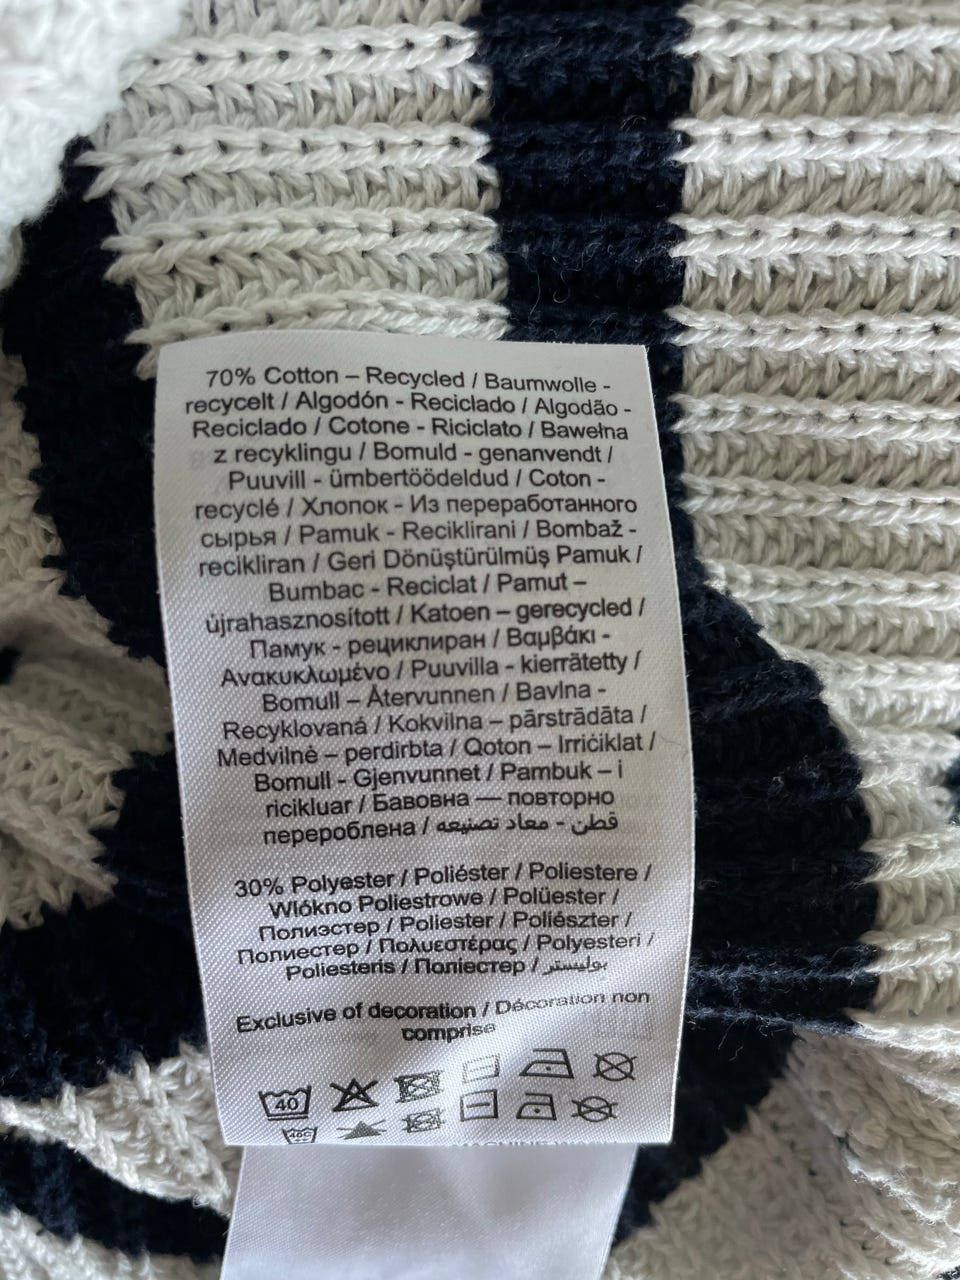 70% Cotton – Recycled / Baumwolle -
recycelt / Algodón - Reciclado / Algodão -
Reciclado / Cotone - Riciclato / Bawełna
z recyklingu / Bomuld - genanvendt /
Puuvill - ümbertöödeldud / Coton -
recyclé / Хлопок - Из переработанного
сырья / Pamuk - Reciklirani / Bombaž -
recikliran / Geri Dönüştürülmüş Pamuk /
Bumbac - Reciclat / Pamut –
újrahasznosított / Katoen – gerecycled /
Памук - рециклиран / Βαμβάκι -
Ανακυκλωμένο / Puuvilla - kierrätetty /
Bomull – Återvunnen / Bavlna -
Recyklovaná / Kokvilna – pārstrādāta /
Medvilnė – perdirbta / Qoton – Irriċiklat /
Bomull - Gjenvunnet / Pambuk – i
ricikluar / Бавовна — повторно
перероблена / قطن - معاد تصنيعه
30% Polyester / Poliéster / Poliestere /
Włókno Poliestrowe / Polüester /
Полиэстер / Poliester / Poliészter /
Полиестер / Πολυεστέρας / Polyesteri /
Poliesteris / Поліестер / بوليستر
Exclusive of decoration / Décoration non
comprise
40